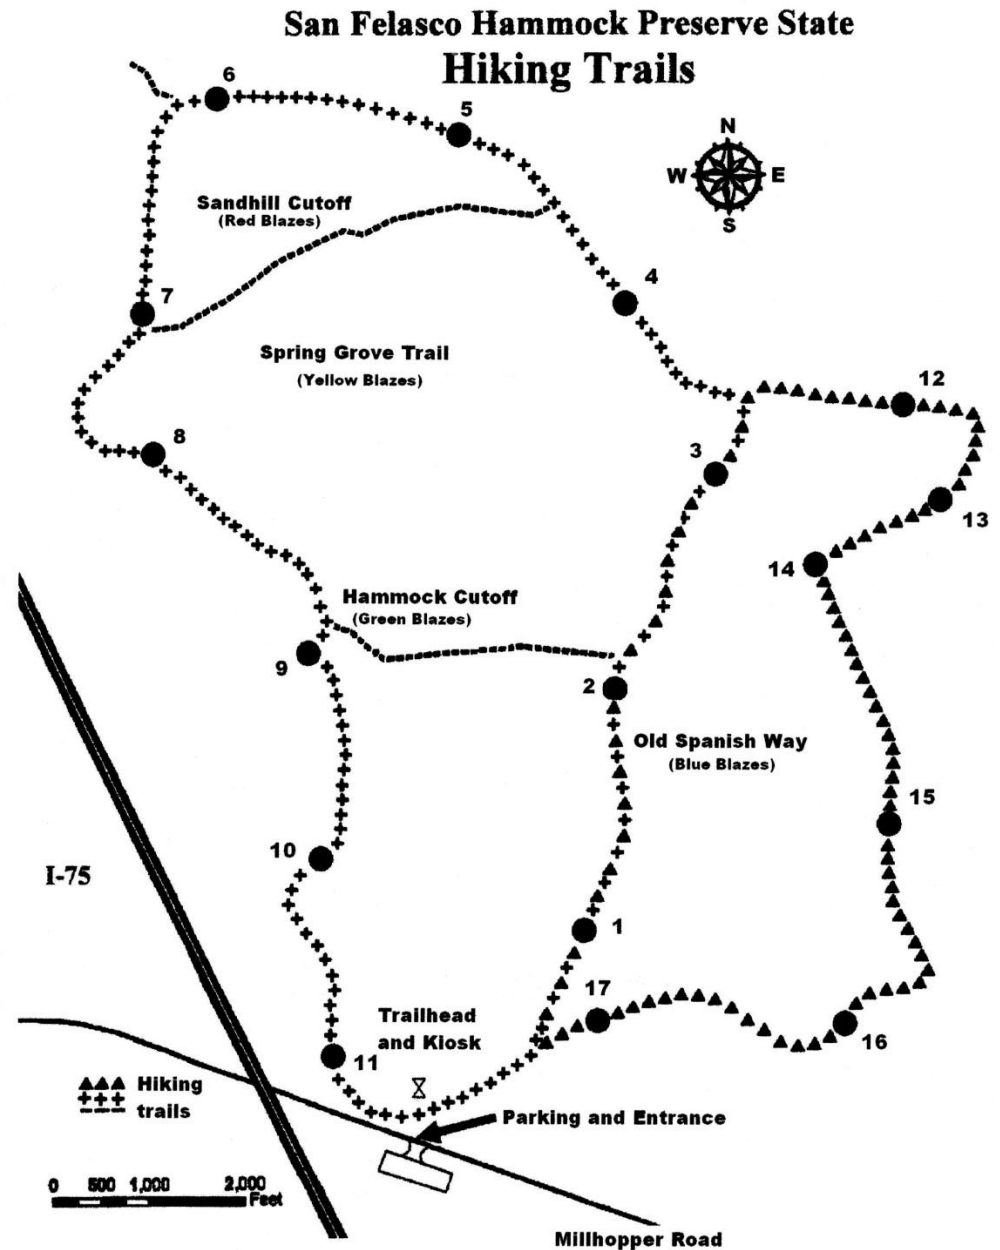 San Felasco Hammock Preserve State
Hiking Trails
6
5
N
W E
S
Sandhill Cutoff
(Red Blazes)
7
4
Spring Grove Trail
(Yellow Blazes)
12
8
3
13
14
Hammock Cutoff
(Green Blazes)
9
2
Old Spanish Way
(Blue Blazes)
15
10
I-75
1
17
Trailhead
and Kiosk
16
11
Hiking
trails
Parking and Entrance
0 500 1,000 2,000
Feet
Millhopper Road